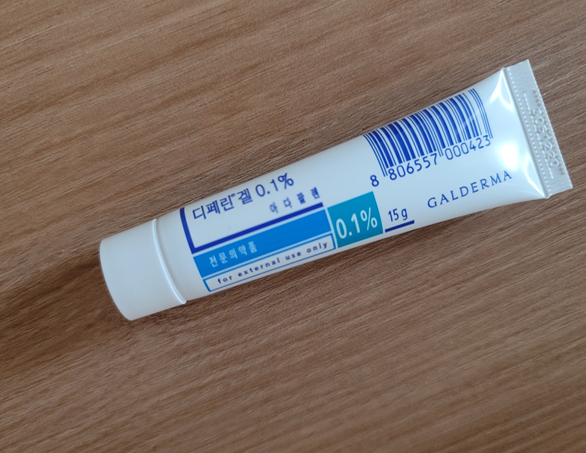 디페린®겔 0.1%
아다팔렌
전문의약품
for external use only
0.1%
15g
8 806557 000423
GALDERMA